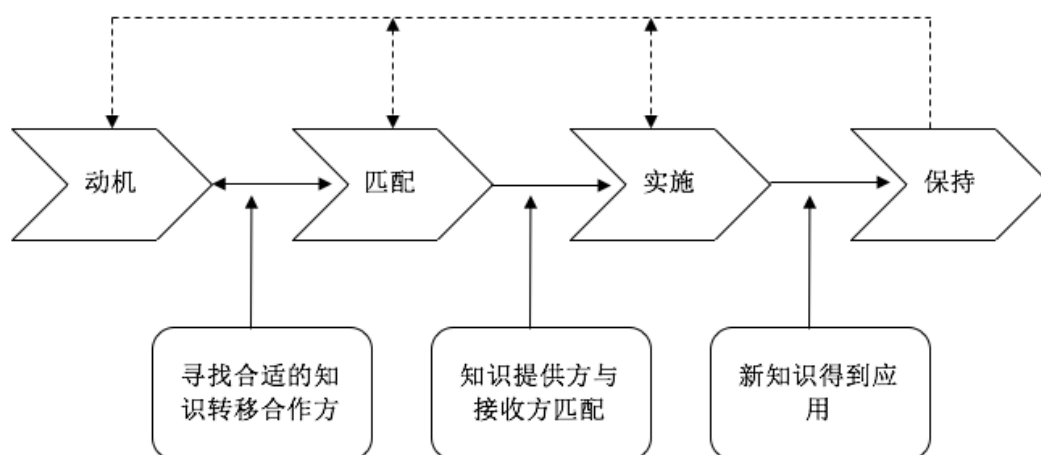 动机
匹配
实施
保持
寻找合适的知
识转移合作方
知识提供方与
接收方匹配
新知识得到应
用